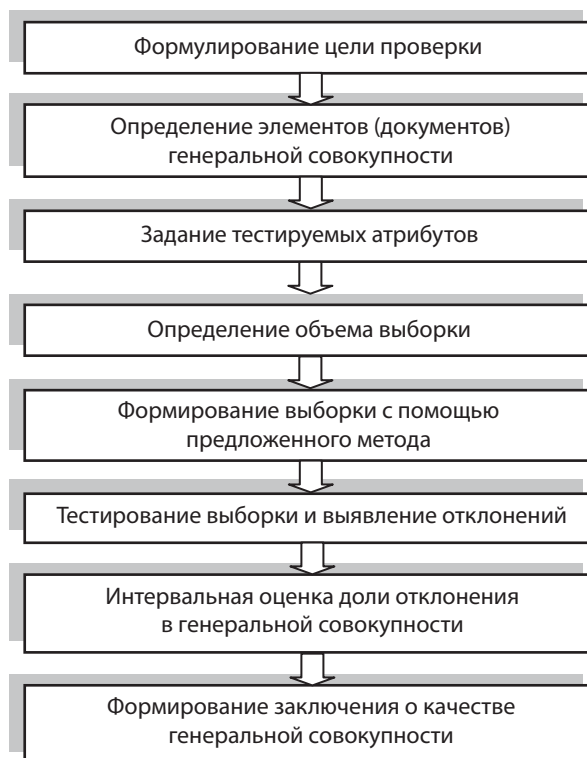 Формулирование цели проверки
Определение элементов (документов)
генеральной совокупности
Задание тестируемых атрибутов
Определение объема выборки
Формирование выборки с помощью
предложенного метода
Тестирование выборки и выявление отклонений
Интервальная оценка доли отклонения
в генеральной совокупности
Формирование заключения о качестве
генеральной совокупности